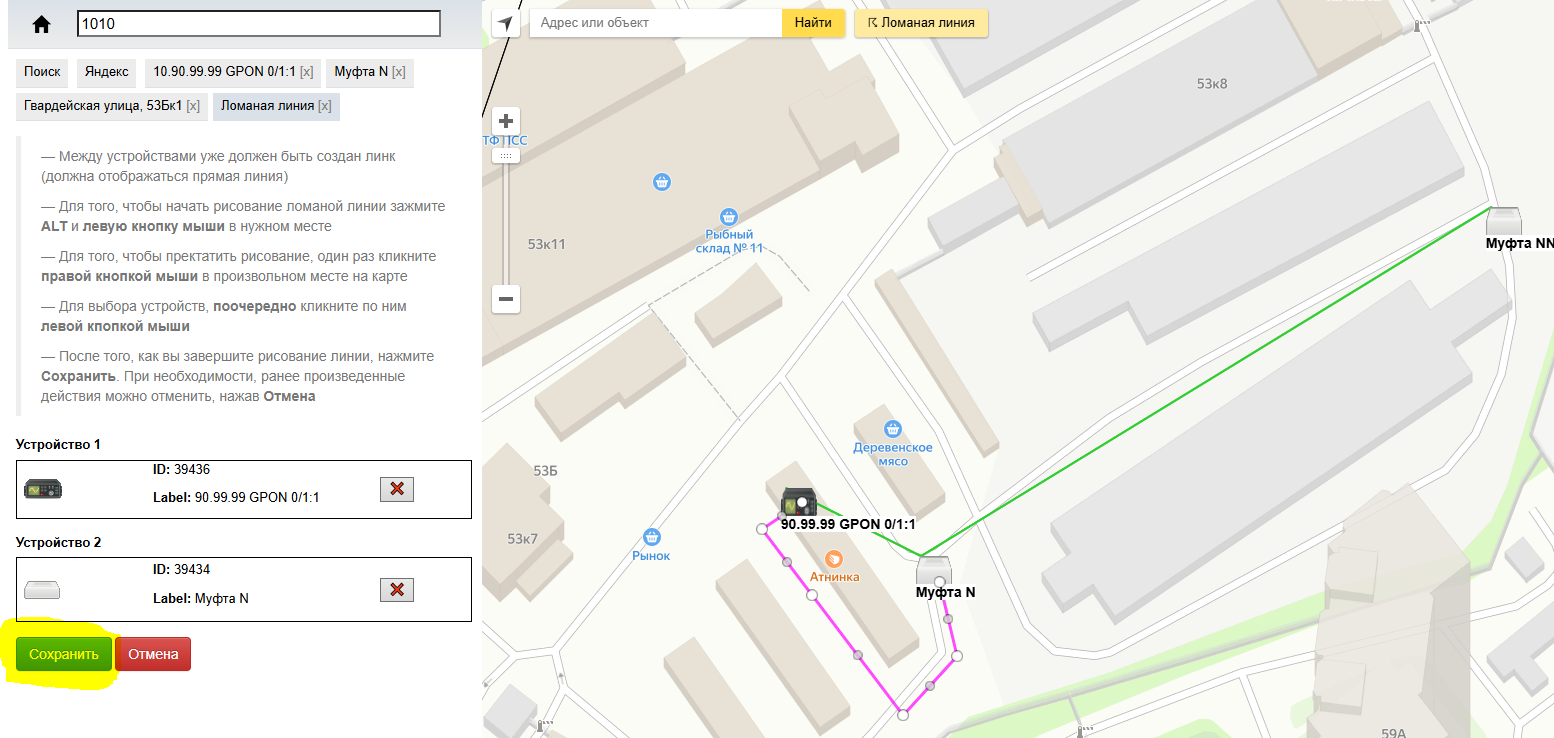 1010
Поиск
Яндекс
10.90.99.99 GPON 0/1:1 [x]
Муфта N [x]
Гвардейская улица, 53Бк1 [x]
Ломаная линия [x]
— Между устройствами уже должен быть создан линк
(должна отображаться прямая линия)
— Для того, чтобы начать рисование ломаной линии зажмите
ALT и левую кнопку мыши в нужном месте
— Для того, чтобы пректатить рисование, один раз кликните
правой кнопкой мыши в произвольном месте на карте
— Для выбора устройств, поочередно кликните по ним
левой кпопкой мыши
— После того, как вы завершите рисование линии, нажмите
Сохранить. При необходимости, ранее произведенные
действия можно отменить, нажав Отмена
Устройство 1
ID: 39436
Label: 90.99.99 GPON 0/1:1
Устройство 2
ID: 39434
Label: Муфта N
Сохранить
Отмена
Адрес или объект
Найти
Ломаная линия
53к8
ТФ ПСС
53к11
Рыбный
склад № 11
Муфта NN
Деревенское
мясо
53Б
90.99.99 GPON 0/1:1
53к7
Рынок
Атнинка
Муфта N
59А